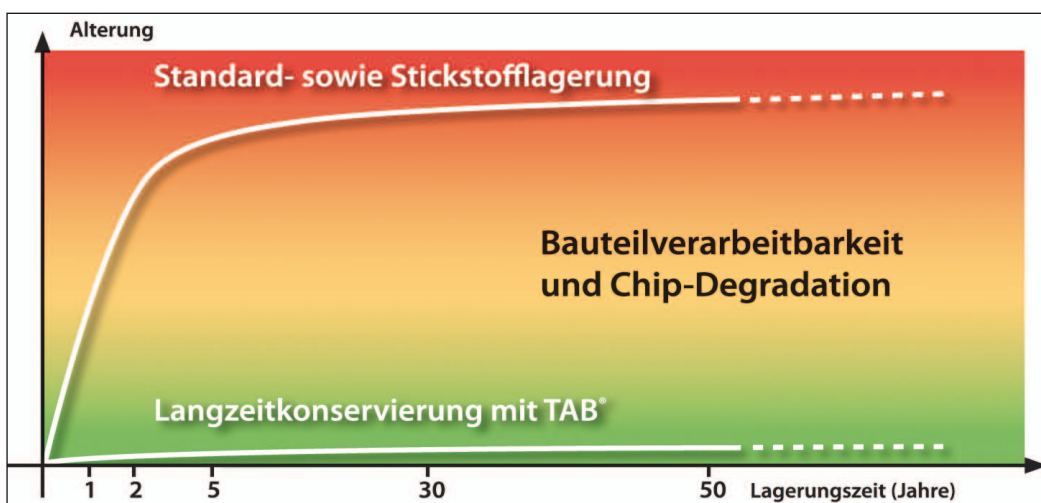 Alterung
Standard- sowie Stickstofflagerung
Bauteilverarbeitbarkeit
und Chip-Degradation
Langzeitkonservierung mit TAB®
1 2 5 30 50 Lagerungszeit (Jahre)